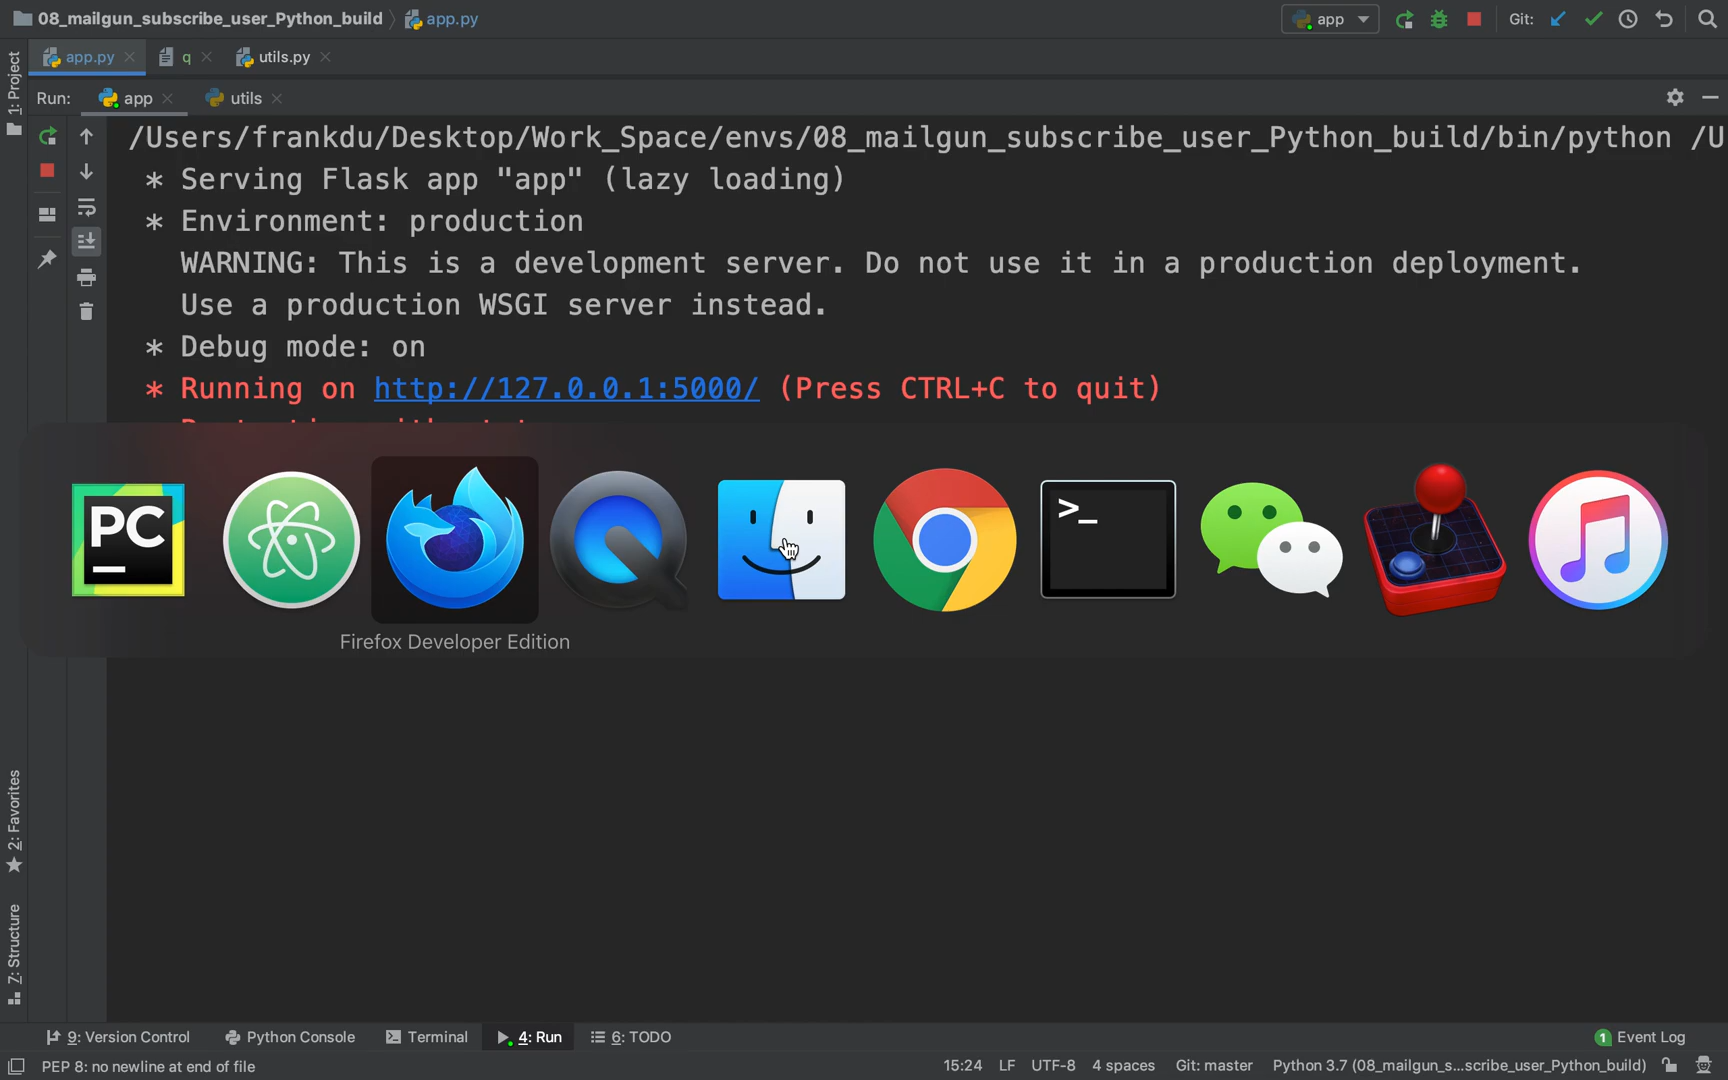 08_mailgun_subscribe_user_Python_build
app.py
app
Git:
app.py
q
utils.py
Run:
app
utils
1: Project
/Users/frankdu/Desktop/Work_Space/envs/08_mailgun_subscribe_user_Python_build/bin/python /U
* Serving Flask app "app" (lazy loading)
* Environment: production
WARNING: This is a development server. Do not use it in a production deployment.
Use a production WSGI server instead.
* Debug mode: on
* Running on http://127.0.0.1:5000/ (Press CTRL+C to quit)
PC
>_
Firefox Developer Edition
2: Favorites
7: Structure
9: Version Control
Python Console
Terminal
4: Run
6: TODO
1 Event Log
PEP 8: no newline at end of file
15:24
LF
UTF-8
4 spaces
Git: master
Python 3.7 (08_mailgun_s...scribe_user_Python_build)